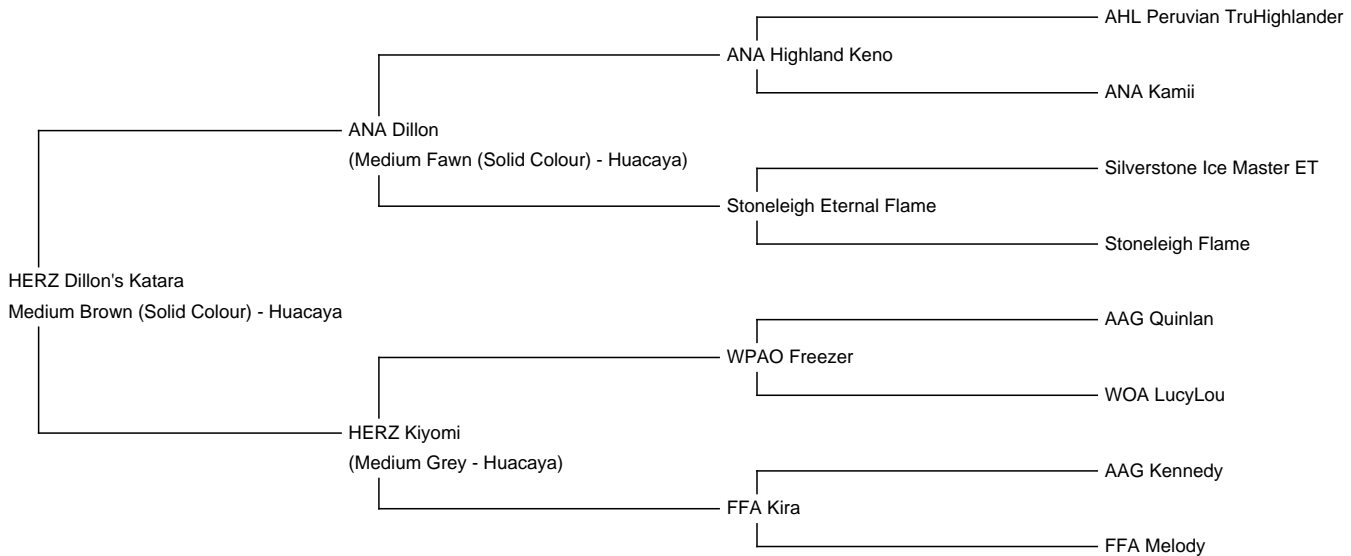 AHL Peruvian TruHighlander
ANA Highland Keno
ANA Kamii
ANA Dillon
(Medium Fawn (Solid Colour) - Huacaya)
Silverstone Ice Master ET
Stoneleigh Eternal Flame
Stoneleigh Flame
HERZ Dillon's Katara
Medium Brown (Solid Colour) - Huacaya
AAG Quinlan
WPAO Freezer
WOA LucyLou
HERZ Kiyomi
(Medium Grey - Huacaya)
AAG Kennedy
FFA Kira
FFA Melody